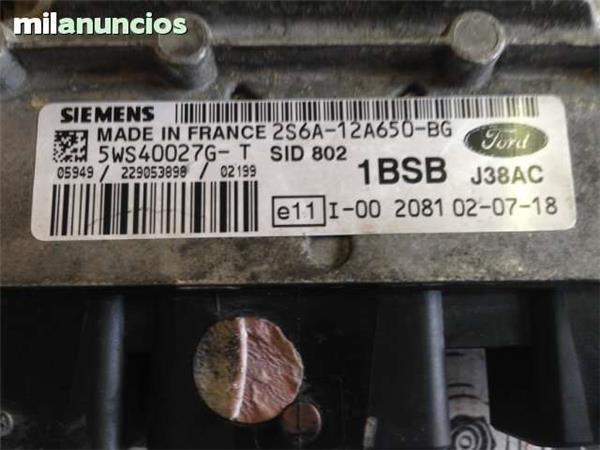 milanuncios
SIEMENS
MADE IN FRANCE 2S6A-12A650-BG
5WS40027G-T SID 802
Ford
05949 / 229053898 / 02199
1BSB J38AC
e11 I-00 2081 02-07-18